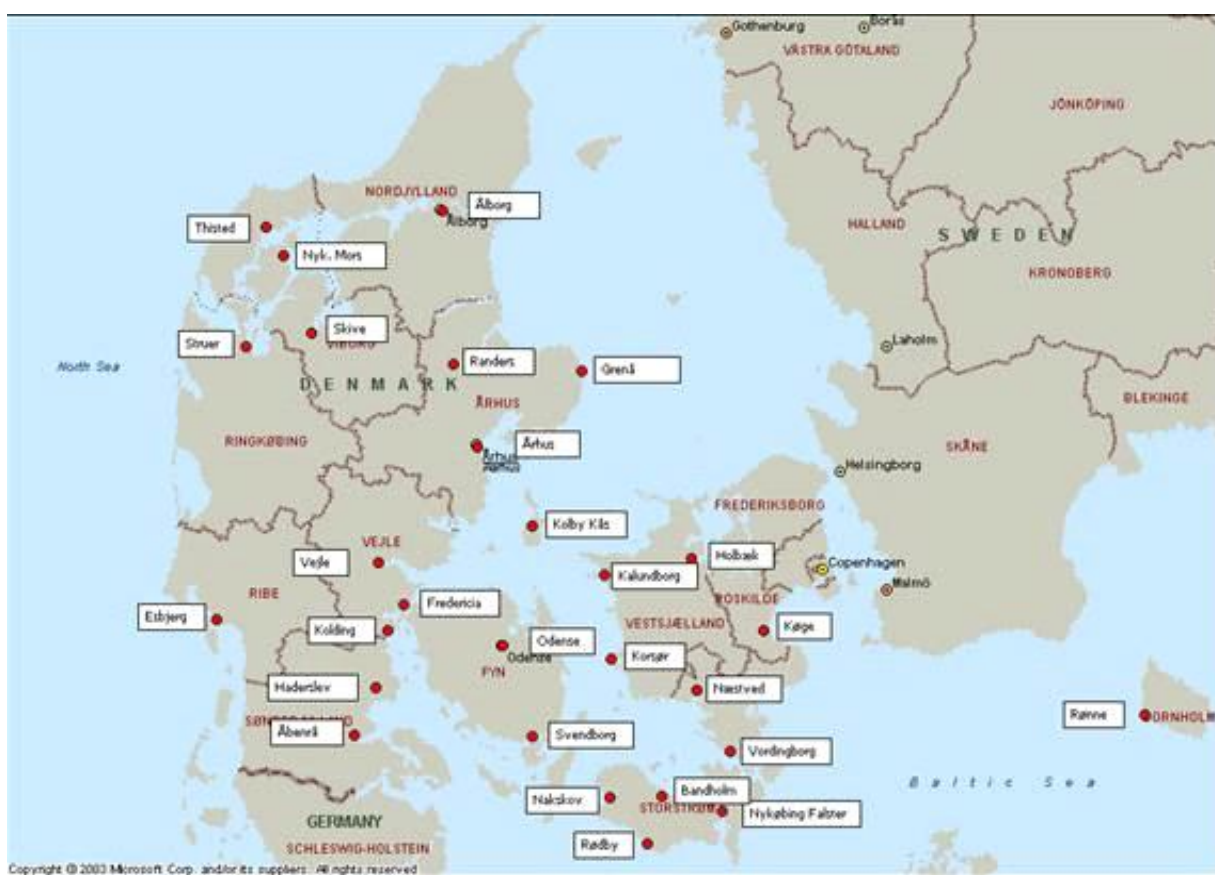 Gothenburg
Borås
VÄSTRA GÖTALAND
JÖNKÖPING
NORDJYLLAND
Ålborg
Ålborg
Thisted
HALLAND
SWEDEN
Nyk. Mors
KRONOBERG
Skive
VIBORG
Struer
Laholm
North Sea
Randers
Grenå
DENMARK
BLEKINGE
ÅRHUS
RINGKØBING
Århus
Århus
Aarhus
SKÅNE
Helsingborg
FREDERIKSBORG
Kolby Kås
VEJLE
Vejle
Holbæk
Copenhagen
Kalundborg
Malmö
RIBE
ROSKILDE
Fredericia
Esbjerg
VESTSJÆLLAND
Kolding
Køge
Odense
Odense
Korsør
FYN
Haderslev
Næstved
Rønne
Åbenrå
Svendborg
Vordingborg
Baltic Sea
Nakskov
Bandholm
STORSTRØM
Nykøbing Falster
GERMANY
Rødby
SCHLESWIG-HOLSTEIN
Copyright © 2003 Microsoft Corp. and/or its suppliers. All rights reserved